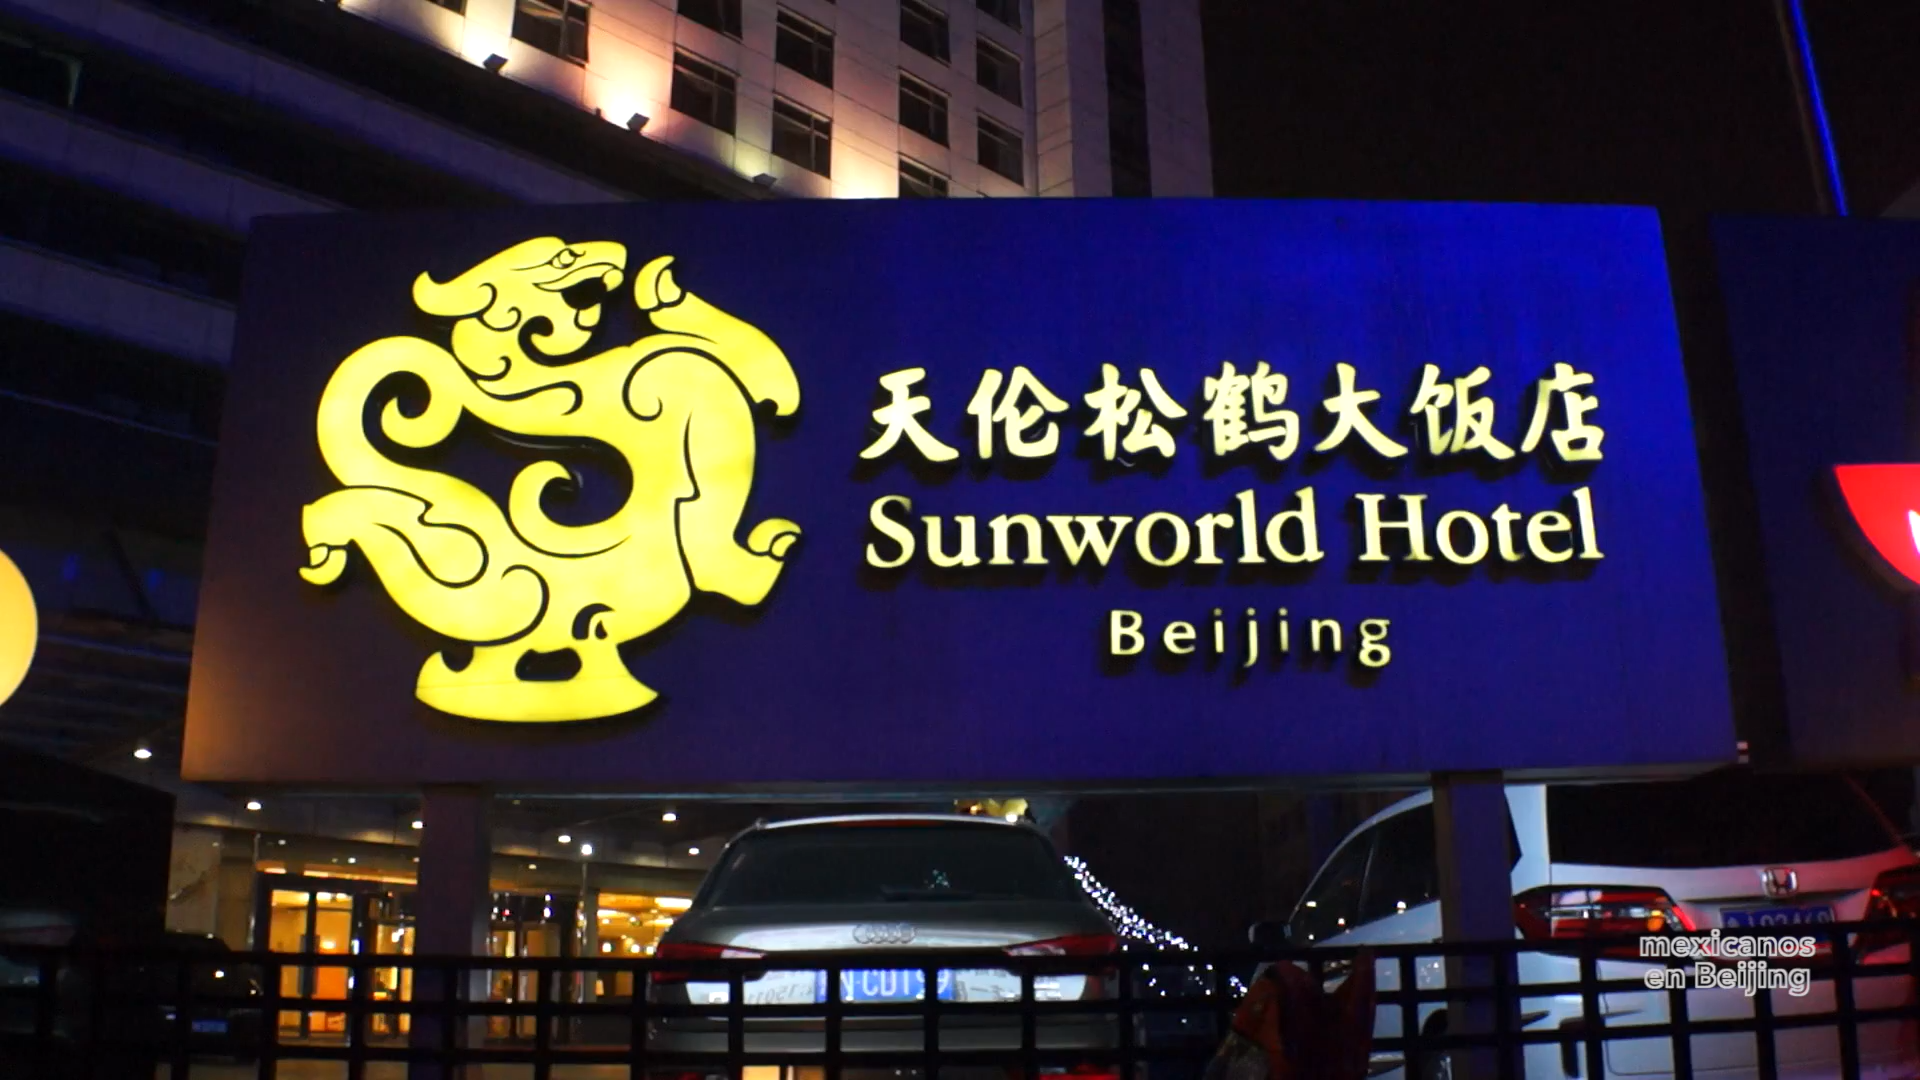 天伦松鹤大饭店
Sunworld Hotel
Beijing
mexicanos
en Beijing